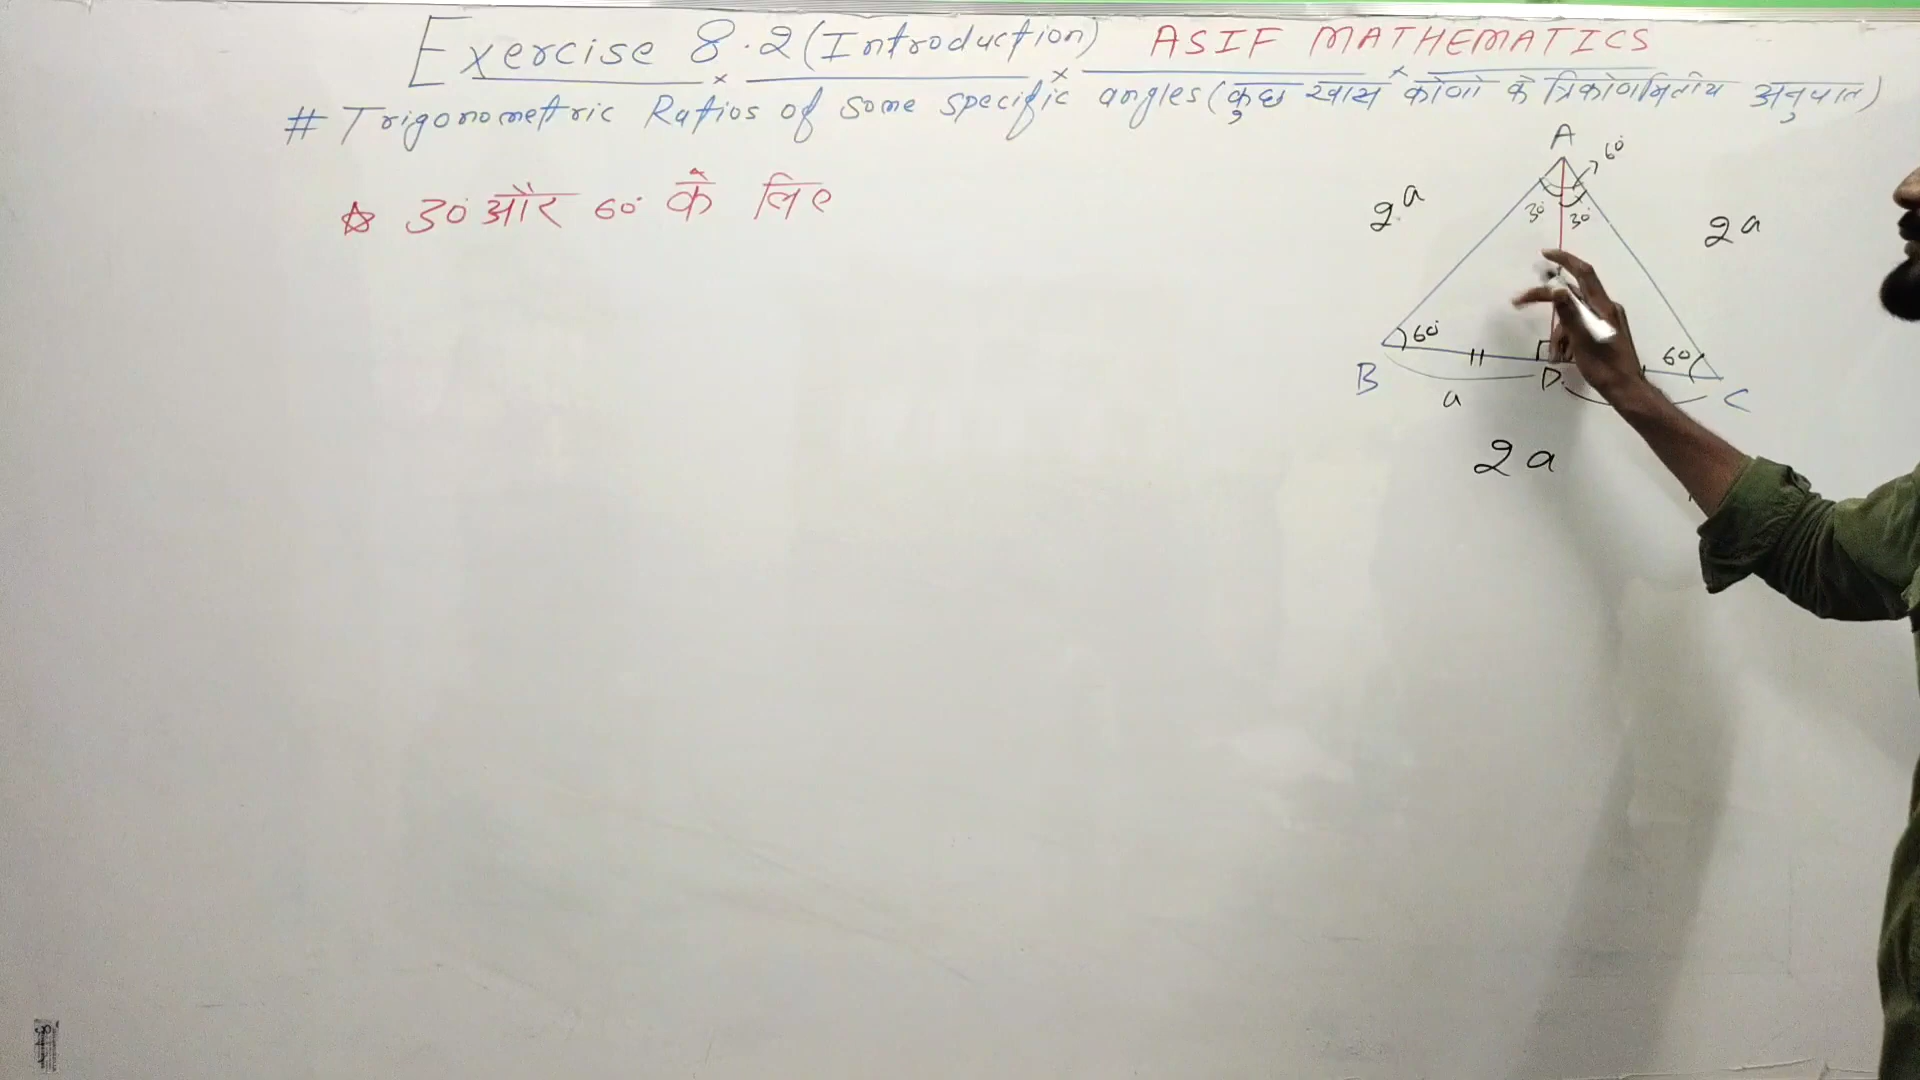 Exercise 8.2 (Introduction) ASIF MATHEMATICS
# Trigonometric Ratios of some specific angles (कुछ खास कोणो के त्रिकोणमितीय अनुपात)
☆ 30° और 60° के लिए
A
60°
30° 30°
2a
2a
60°
60°
B
D
C
a
2a